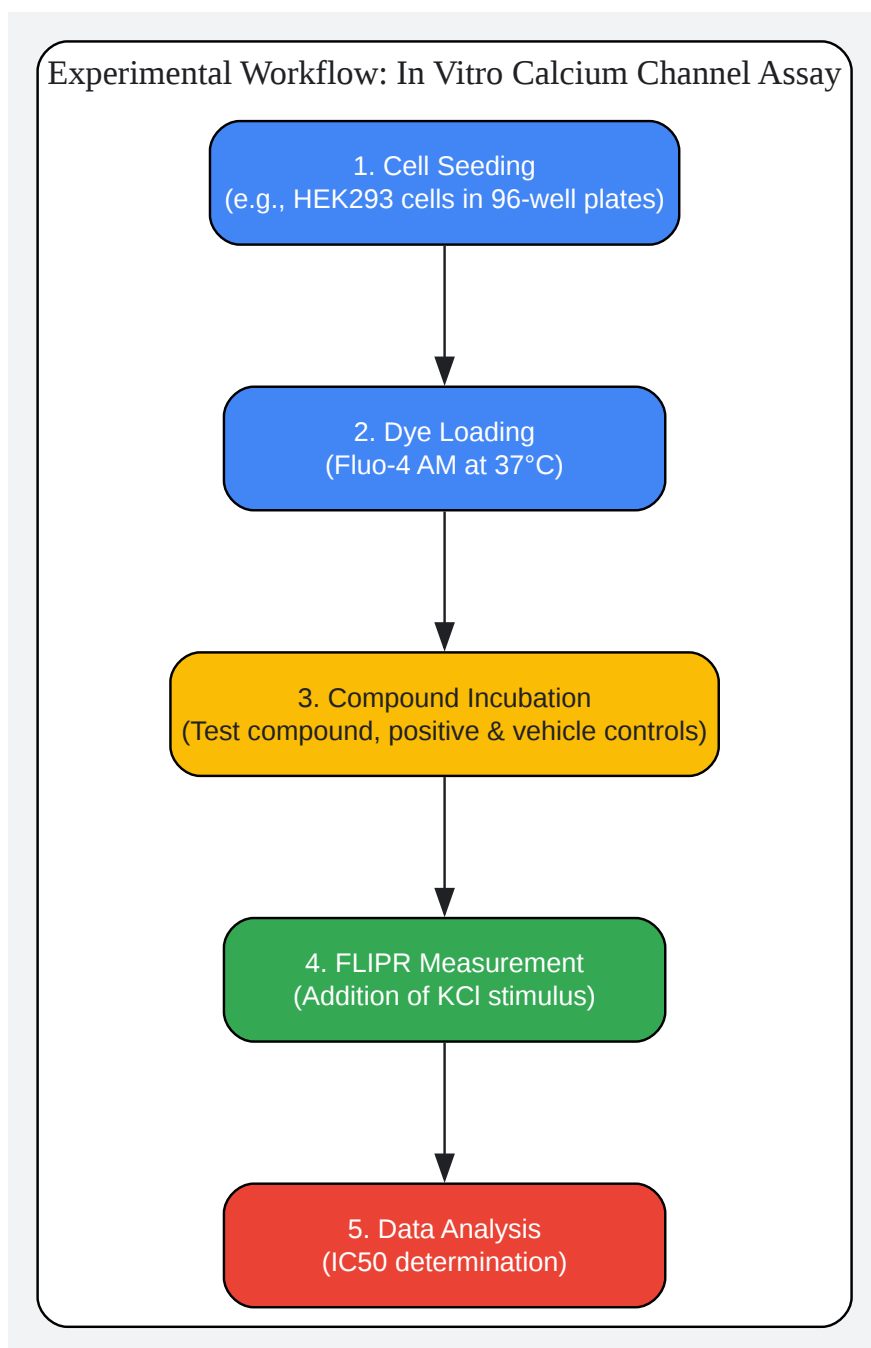 Experimental Workflow: In Vitro Calcium Channel Assay
1. Cell Seeding
(e.g., HEK293 cells in 96-well plates)
2. Dye Loading
(Fluo-4 AM at 37°C)
3. Compound Incubation
(Test compound, positive & vehicle controls)
4. FLIPR Measurement
(Addition of KCl stimulus)
5. Data Analysis
(IC50 determination)